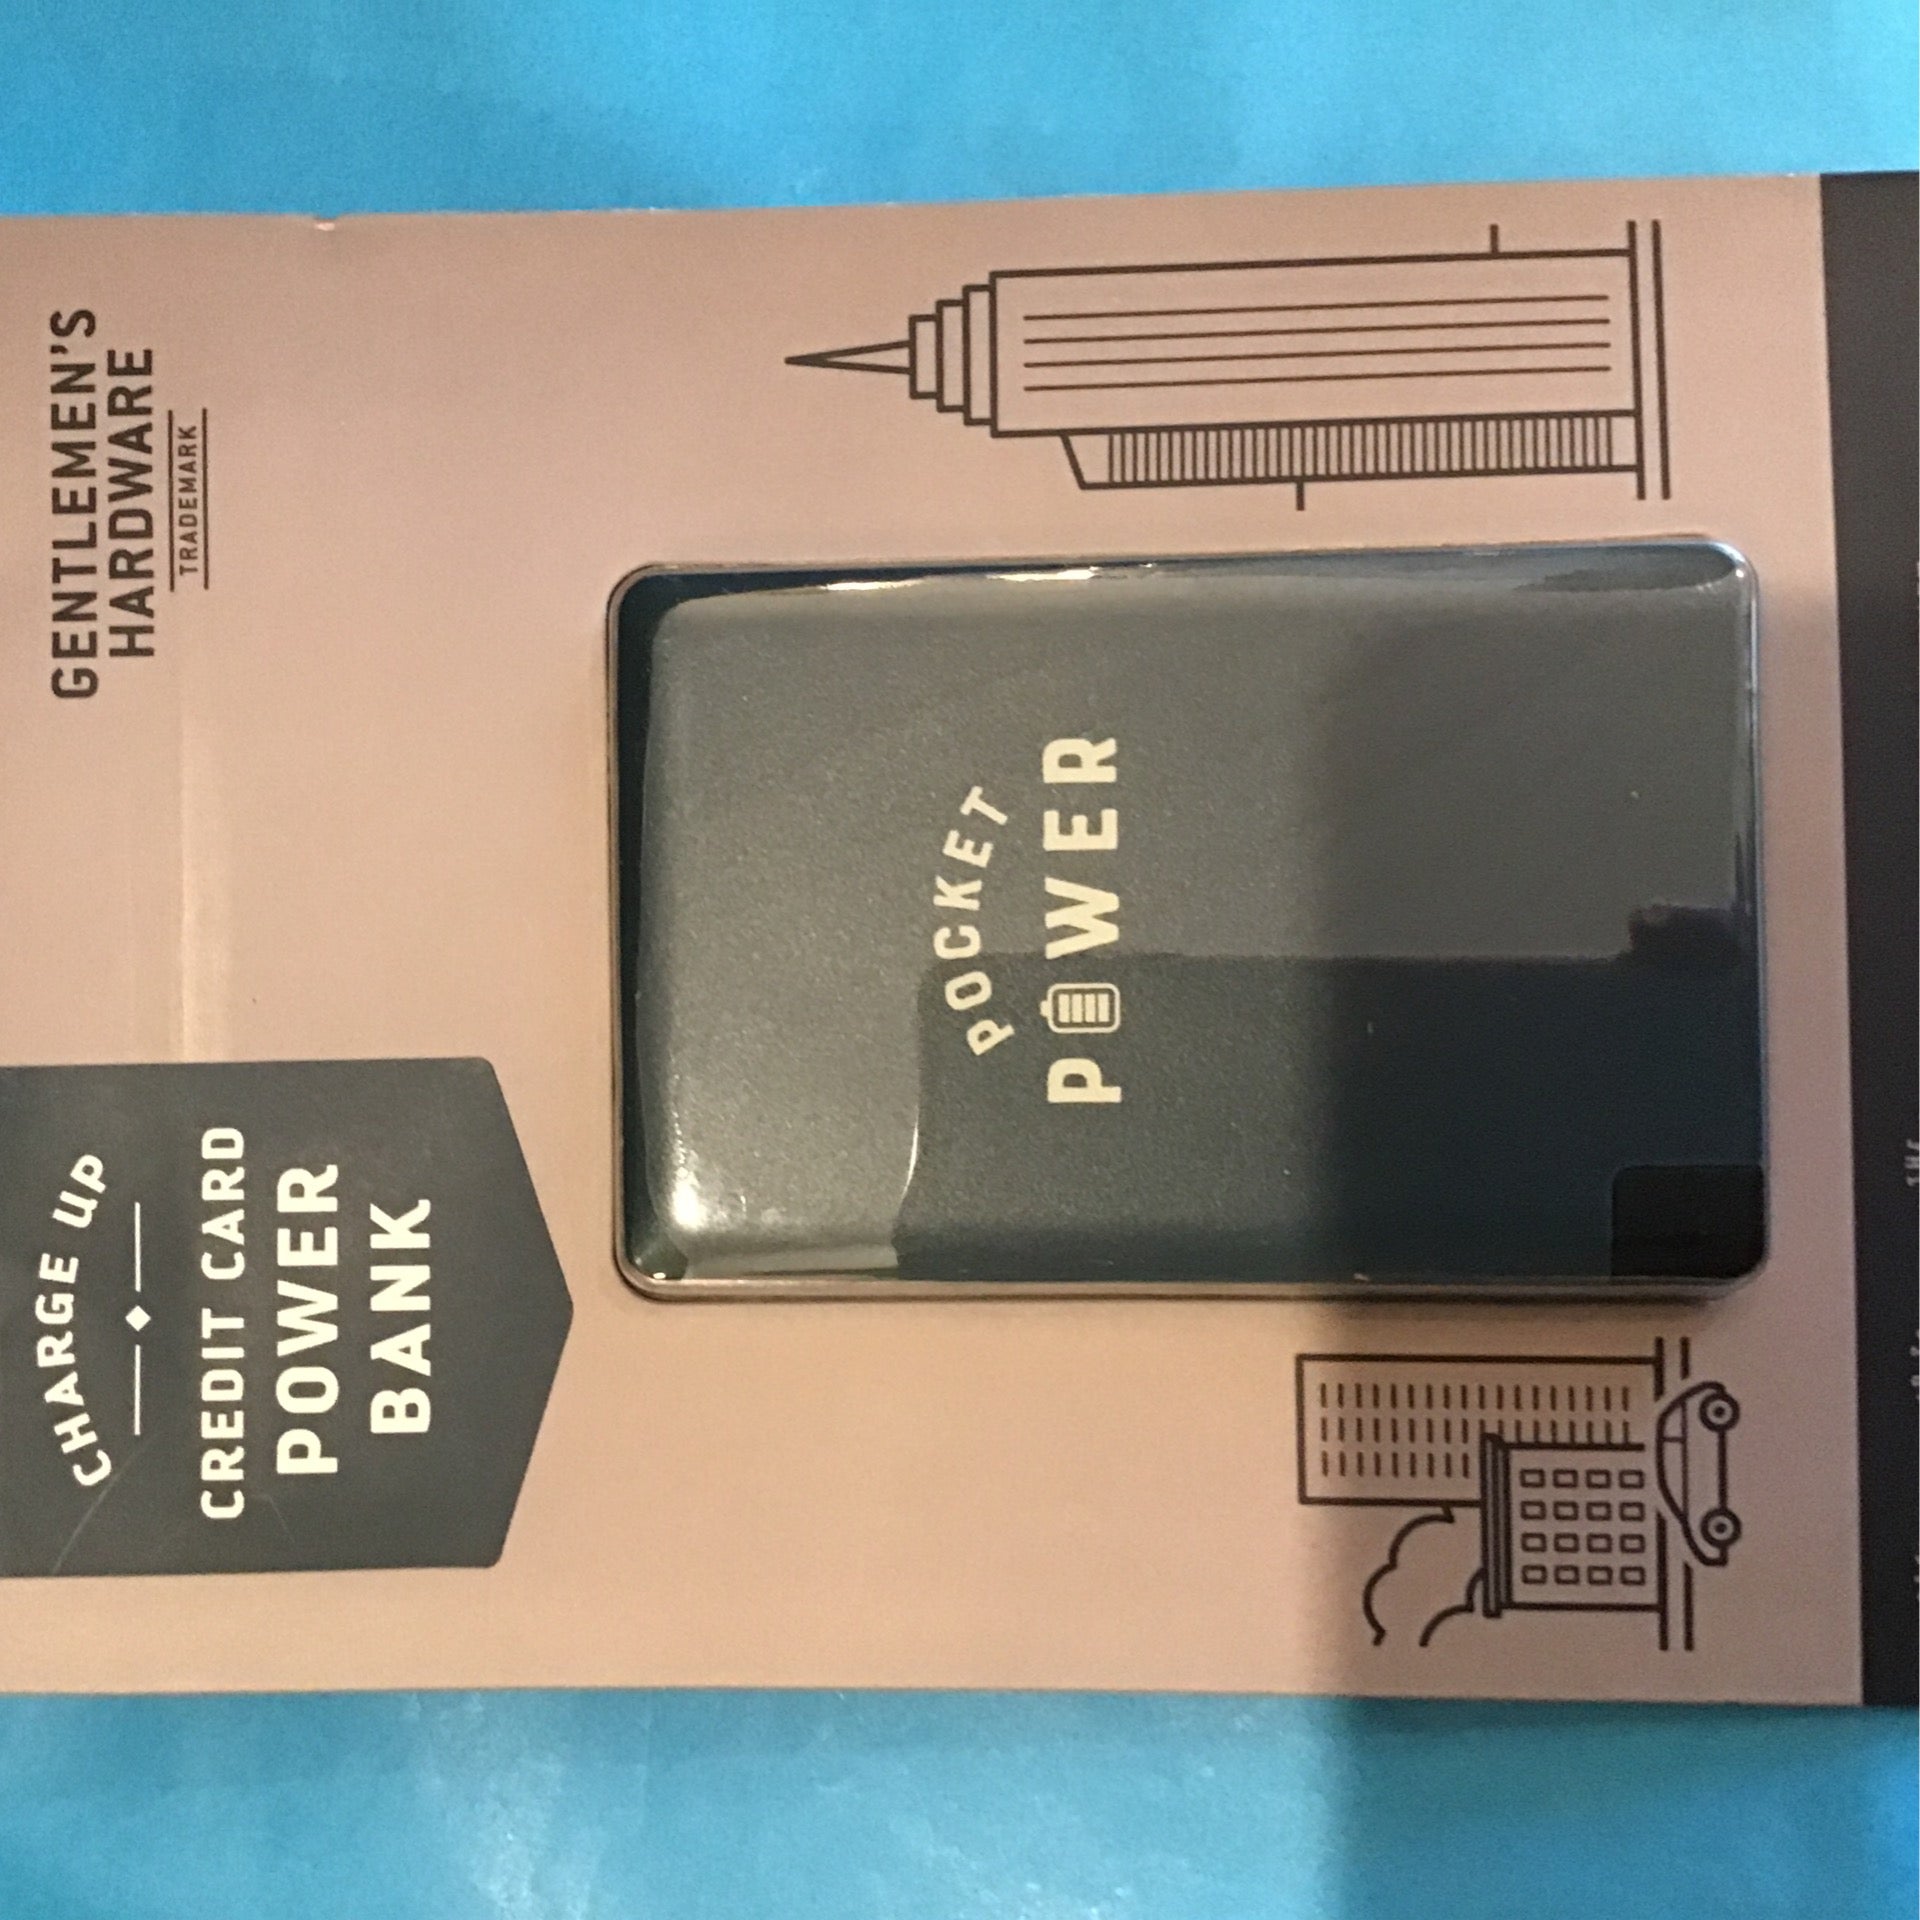 CHARGE UP
CREDIT CARD
POWER
BANK
GENTLEMEN'S
HARDWARE
TRADEMARK
POCKET
POWER